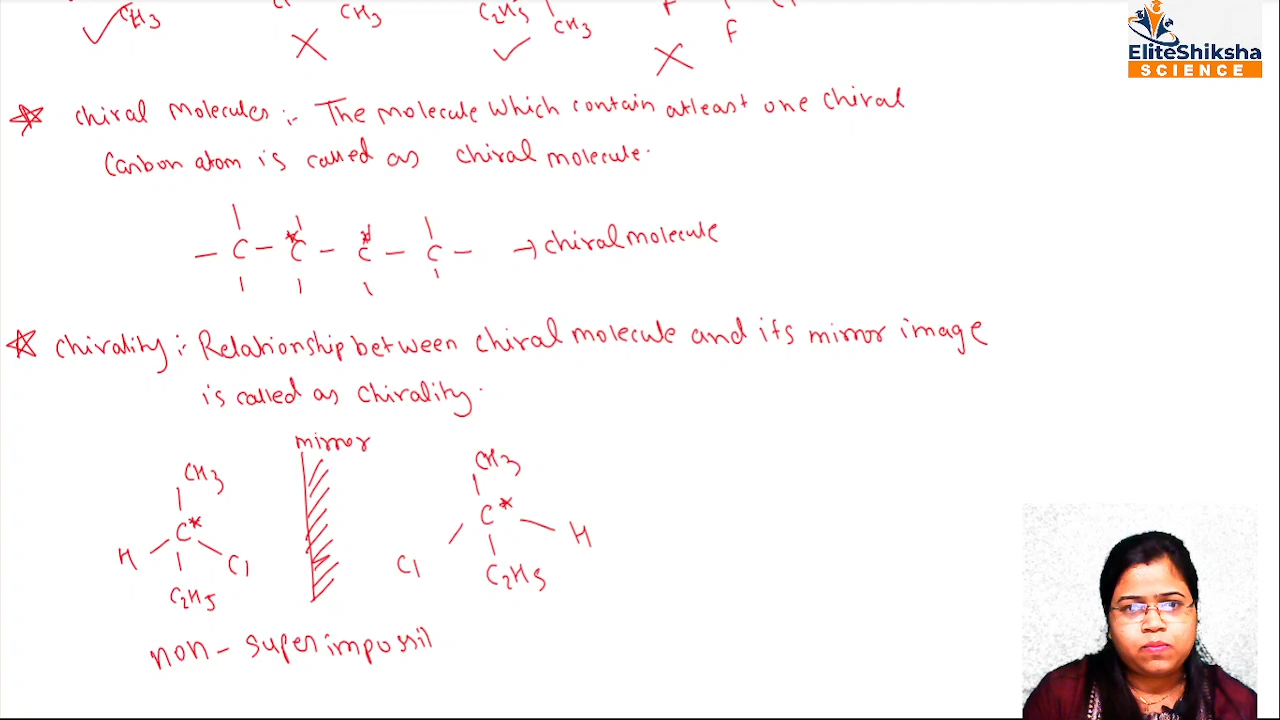 CH3 CH3 C2H5 CH3 F
EliteShiksha
SCIENCE
Chiral Molecules :- The molecule which contain atleast one chiral
Carbon atom is called as chiral molecule.
- C - C* - C* - C - → chiral molecule
Chirality :- Relationship between chiral molecule and its mirror image
is called as Chirality.
mirror
CH3 CH3
C* C*
H Cl Cl H
C2H5 C2H5
non - superimpossil